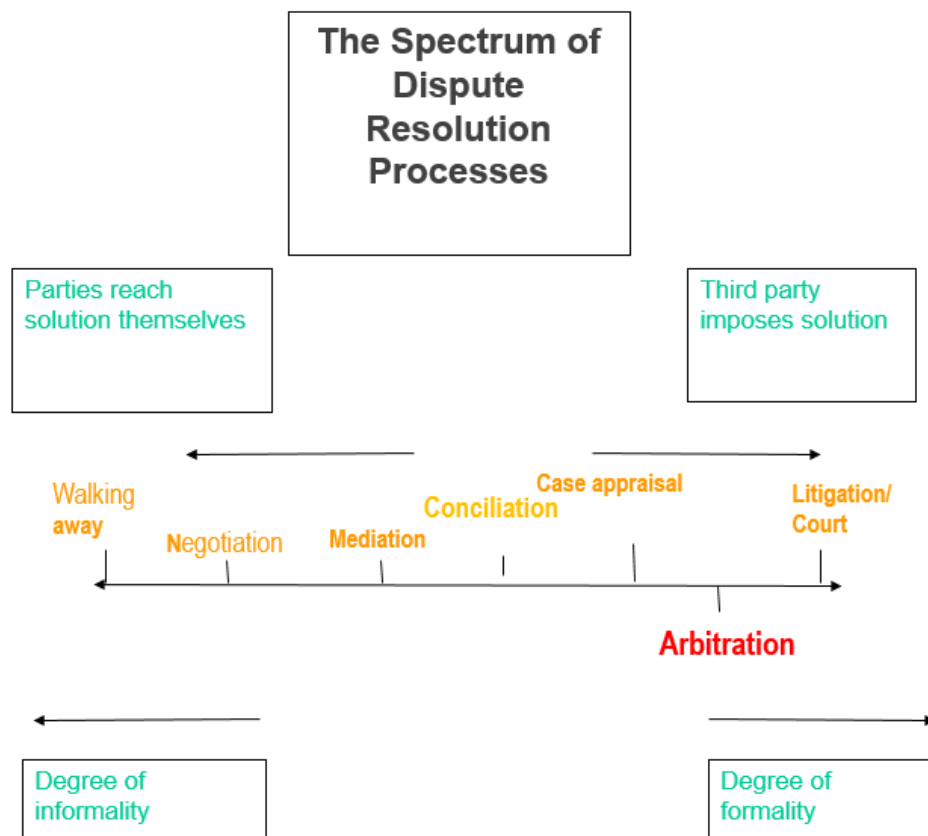 The Spectrum of
Dispute
Resolution
Processes
Parties reach
solution themselves
Third party
imposes solution
Walking
away
Negotiation
Mediation
Conciliation
Case appraisal
Litigation/
Court
Arbitration
Degree of
informality
Degree of
formality